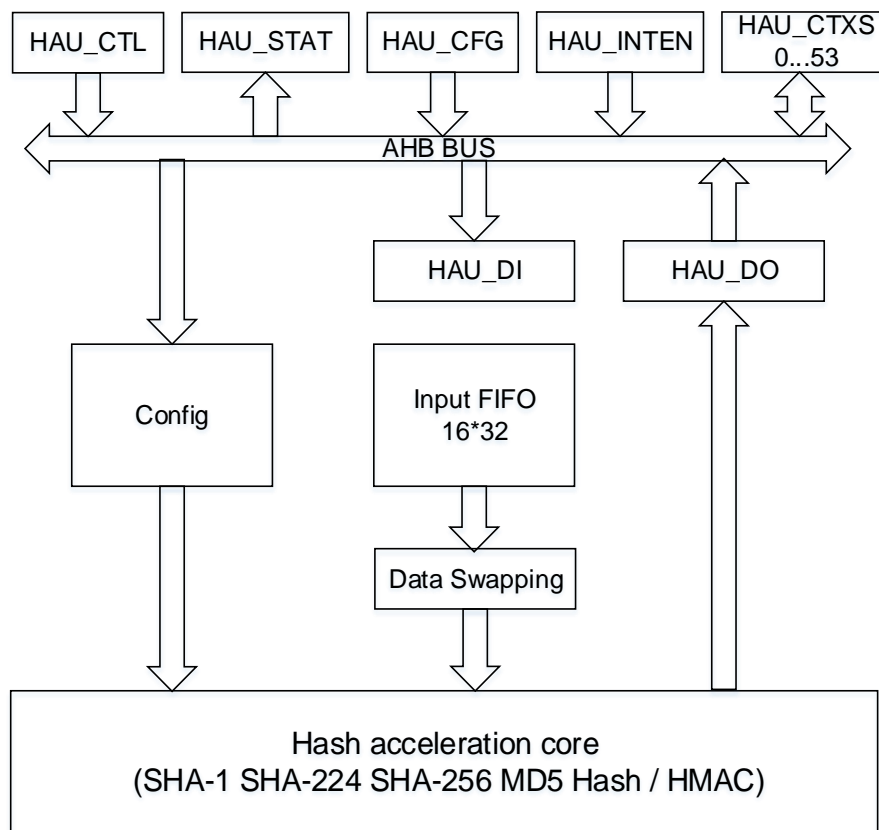 HAU_CTL
HAU_STAT
HAU_CFG
HAU_INTEN
HAU_CTXS
0...53
AHB BUS
HAU_DI
HAU_DO
Config
Input FIFO
16*32
Data Swapping
Hash acceleration core
(SHA-1 SHA-224 SHA-256 MD5 Hash / HMAC)